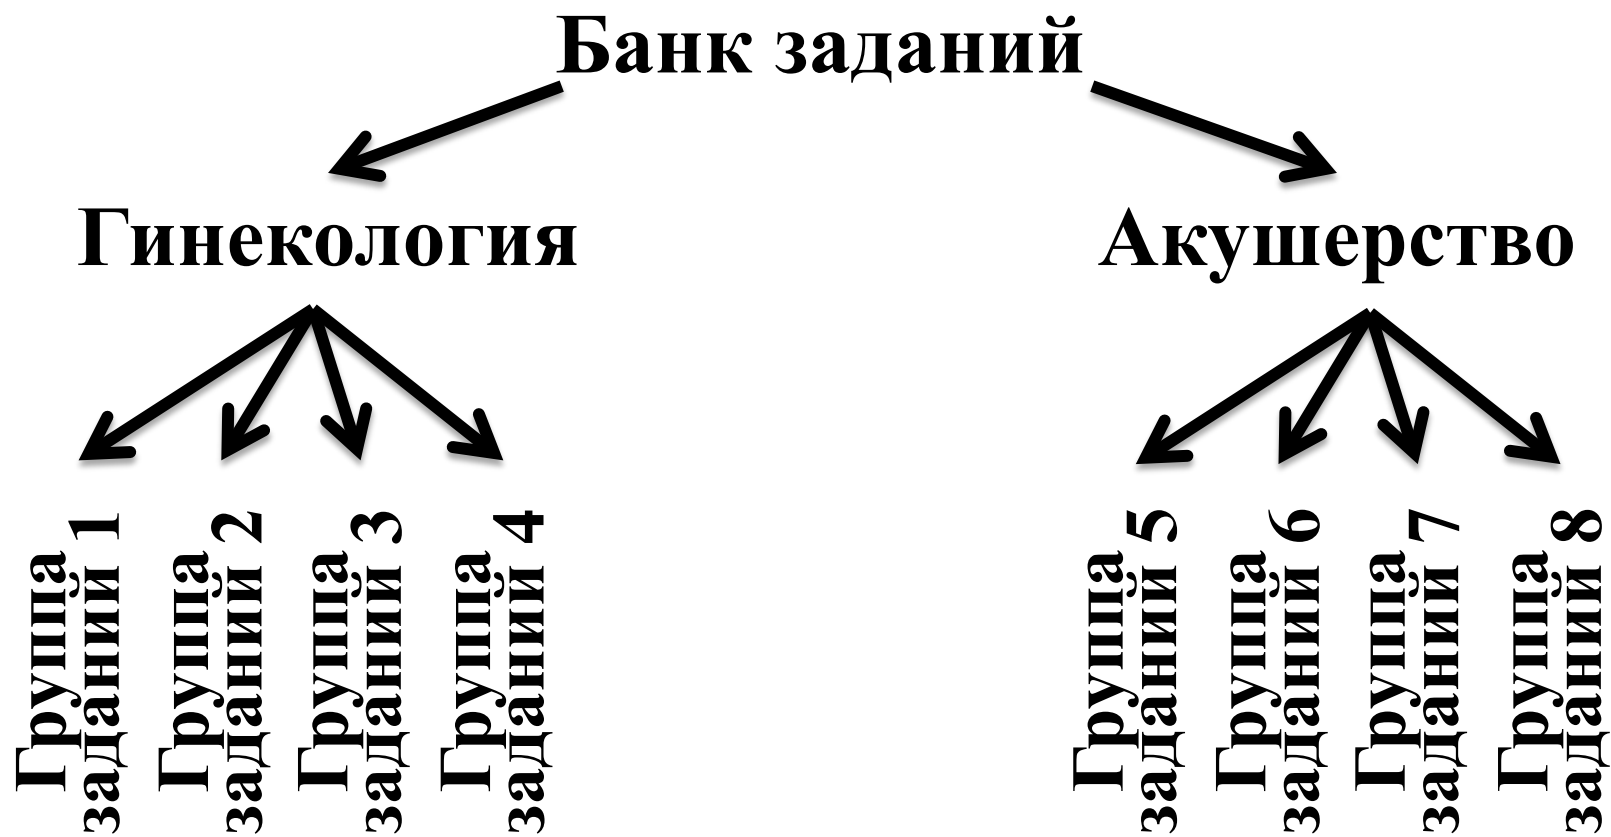 Банк заданий
Гинекология
Акушерство
Группа
заданий 1
Группа
заданий 2
Группа
заданий 3
Группа
заданий 4
Группа
заданий 5
Группа
заданий 6
Группа
заданий 7
Группа
заданий 8